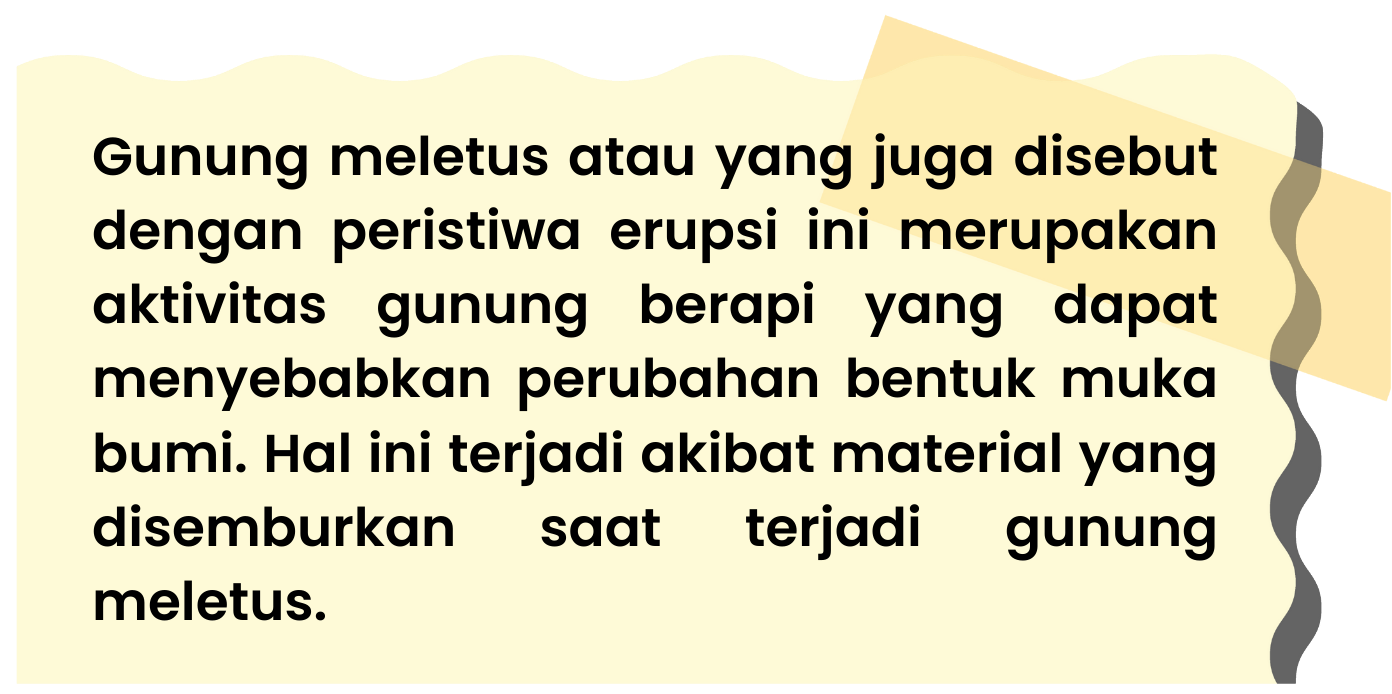 Gunung meletus atau yang juga disebut
dengan peristiwa erupsi ini merupakan
aktivitas gunung berapi yang dapat
menyebabkan perubahan bentuk muka
bumi. Hal ini terjadi akibat material yang
disemburkan saat terjadi gunung
meletus.